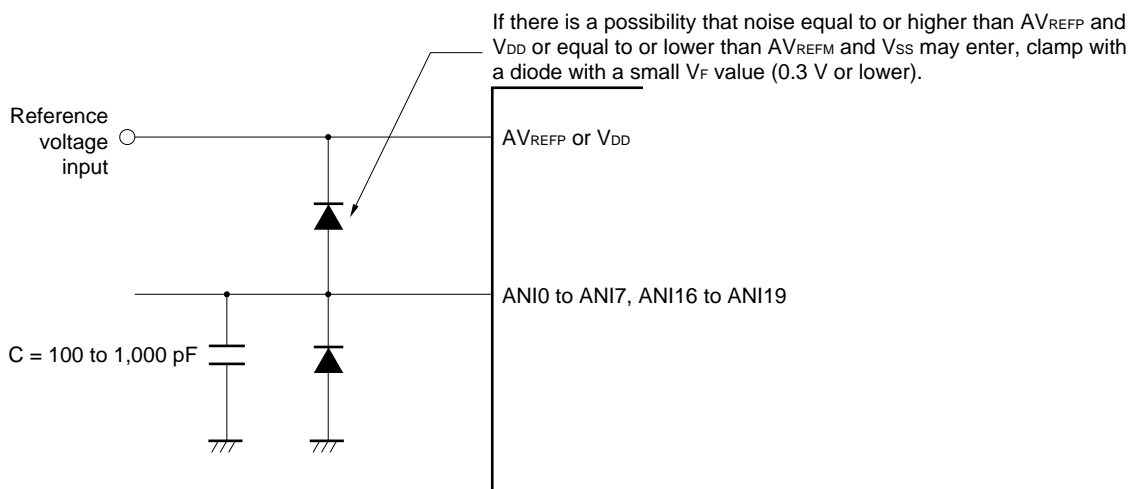 If there is a possibility that noise equal to or higher than AVREFP and
VDD or equal to or lower than AVREFM and VSS may enter, clamp with
a diode with a small VF value (0.3 V or lower).
Reference
voltage
input
AVREFP or VDD
ANI0 to ANI7, ANI16 to ANI19
C = 100 to 1,000 pF